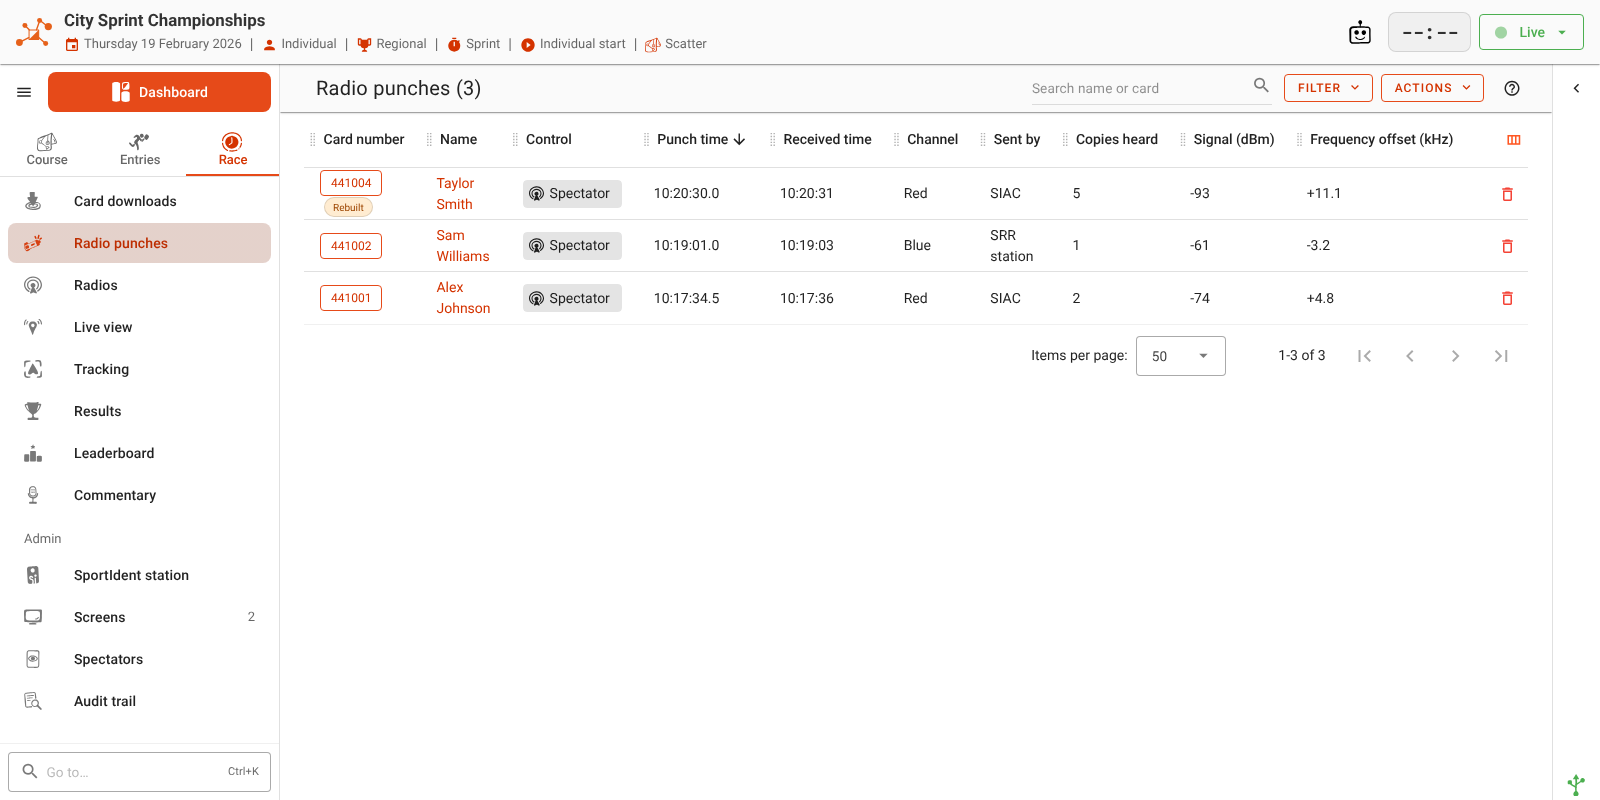 City Sprint Championships
Thursday 19 February 2026 | Individual | Regional | Sprint | Individual start | Scatter
--:--
Live
Dashboard
Course
Entries
Race
Card downloads
Radio punches
Radios
Live view
Tracking
Results
Leaderboard
Commentary
Admin
SportIdent station
Screens 2
Spectators
Audit trail
Go to... Ctrl+K
Radio punches (3)
Search name or card
FILTER
ACTIONS
Card number Name Control Punch time Received time Channel Sent by Copies heard Signal (dBm) Frequency offset (kHz)
441004 Taylor Smith Spectator 10:20:30.0 10:20:31 Red SIAC 5 -93 +11.1
Rebuilt
441002 Sam Williams Spectator 10:19:01.0 10:19:03 Blue SRR station 1 -61 -3.2
441001 Alex Johnson Spectator 10:17:34.5 10:17:36 Red SIAC 2 -74 +4.8
Items per page: 50 1-3 of 3